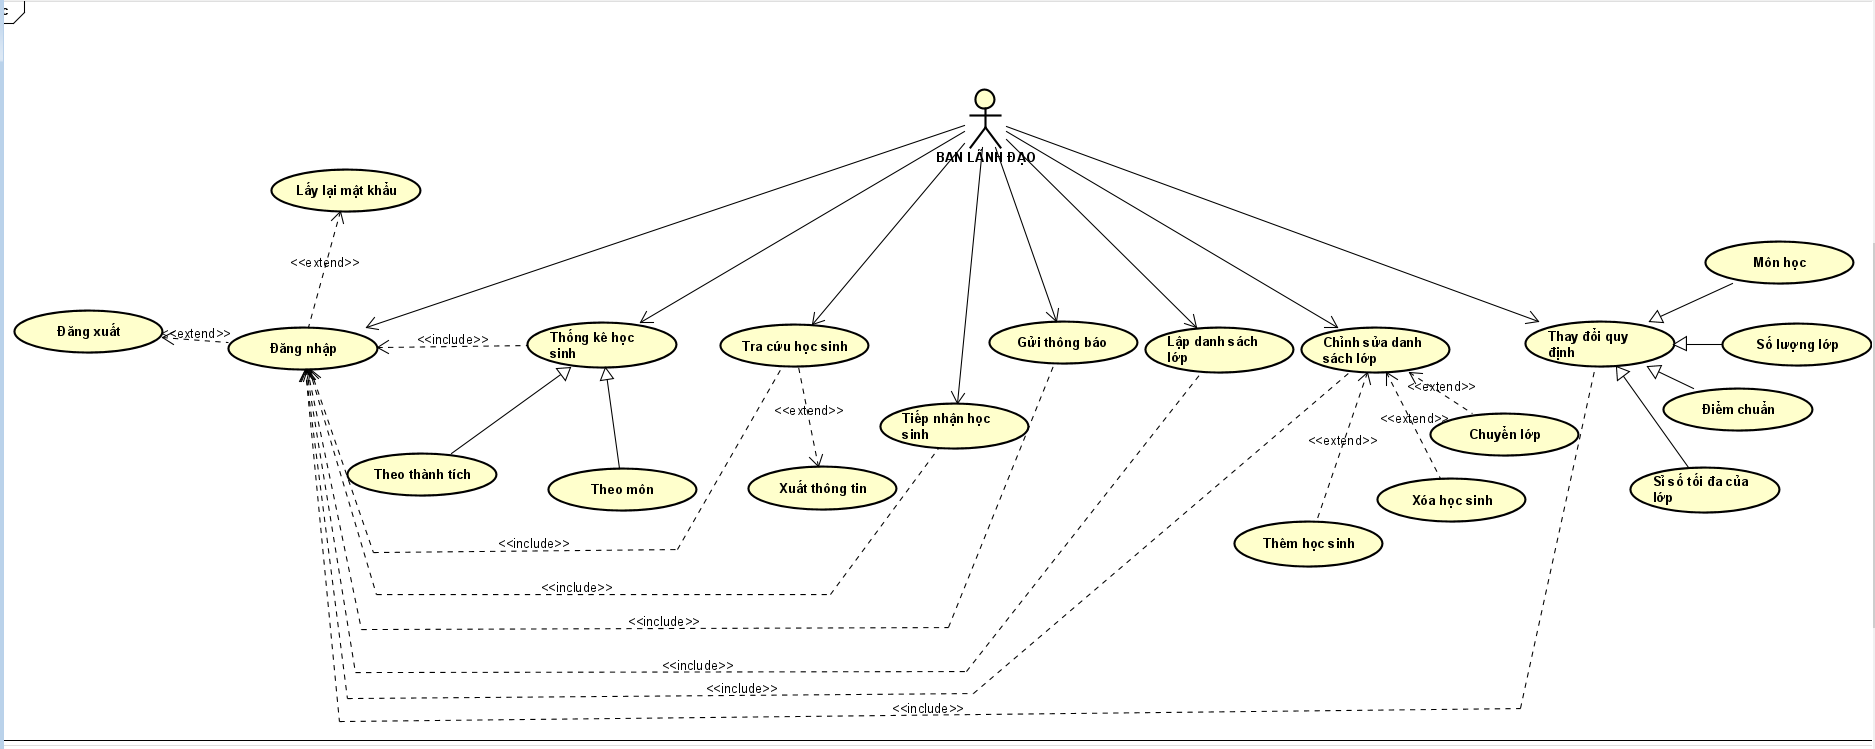 c
BAN LÃNH ĐẠO
Lấy lại mật khẩu
<<extend>>
Môn học
Đăng xuất
<<extend>>
Đăng nhập
<<include>>
Thống kê học
sinh
Tra cứu học sinh
Gửi thông báo
Lập danh sách
lớp
Chỉnh sửa danh
sách lớp
Thay đổi quy
định
Số lượng lớp
<<extend>>
<<extend>>
<<extend>>
<<extend>>
Điểm chuẩn
Tiếp nhận học
sinh
Chuyển lớp
Theo thành tích
Theo môn
Xuất thông tin
Xóa học sinh
Sỉ số tối đa của
lớp
Thêm học sinh
<<include>>
<<include>>
<<include>>
<<include>>
<<include>>
<<include>>